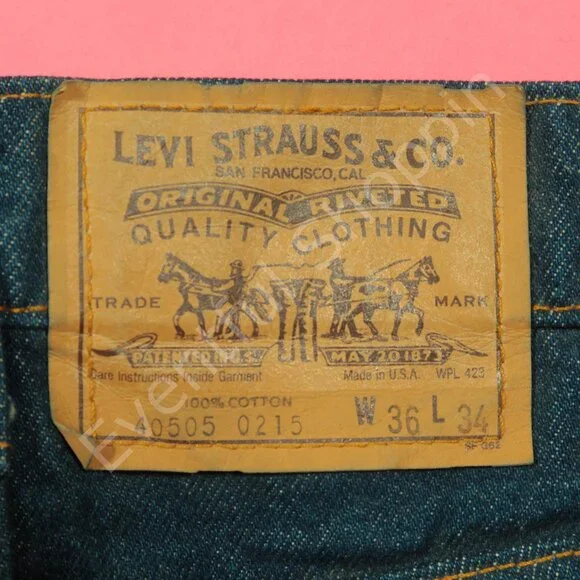 LEVI STRAUSS & CO.
SAN FRANCISCO, CAL
ORIGINAL RIVETED
QUALITY CLOTHING
TRADE MARK
PATENTED IN U.S. MAY 20 1873
Care Instructions Inside Garment Made in U.S.A. WPL 423
100% COTTON
40505 0215 W 36 L 34